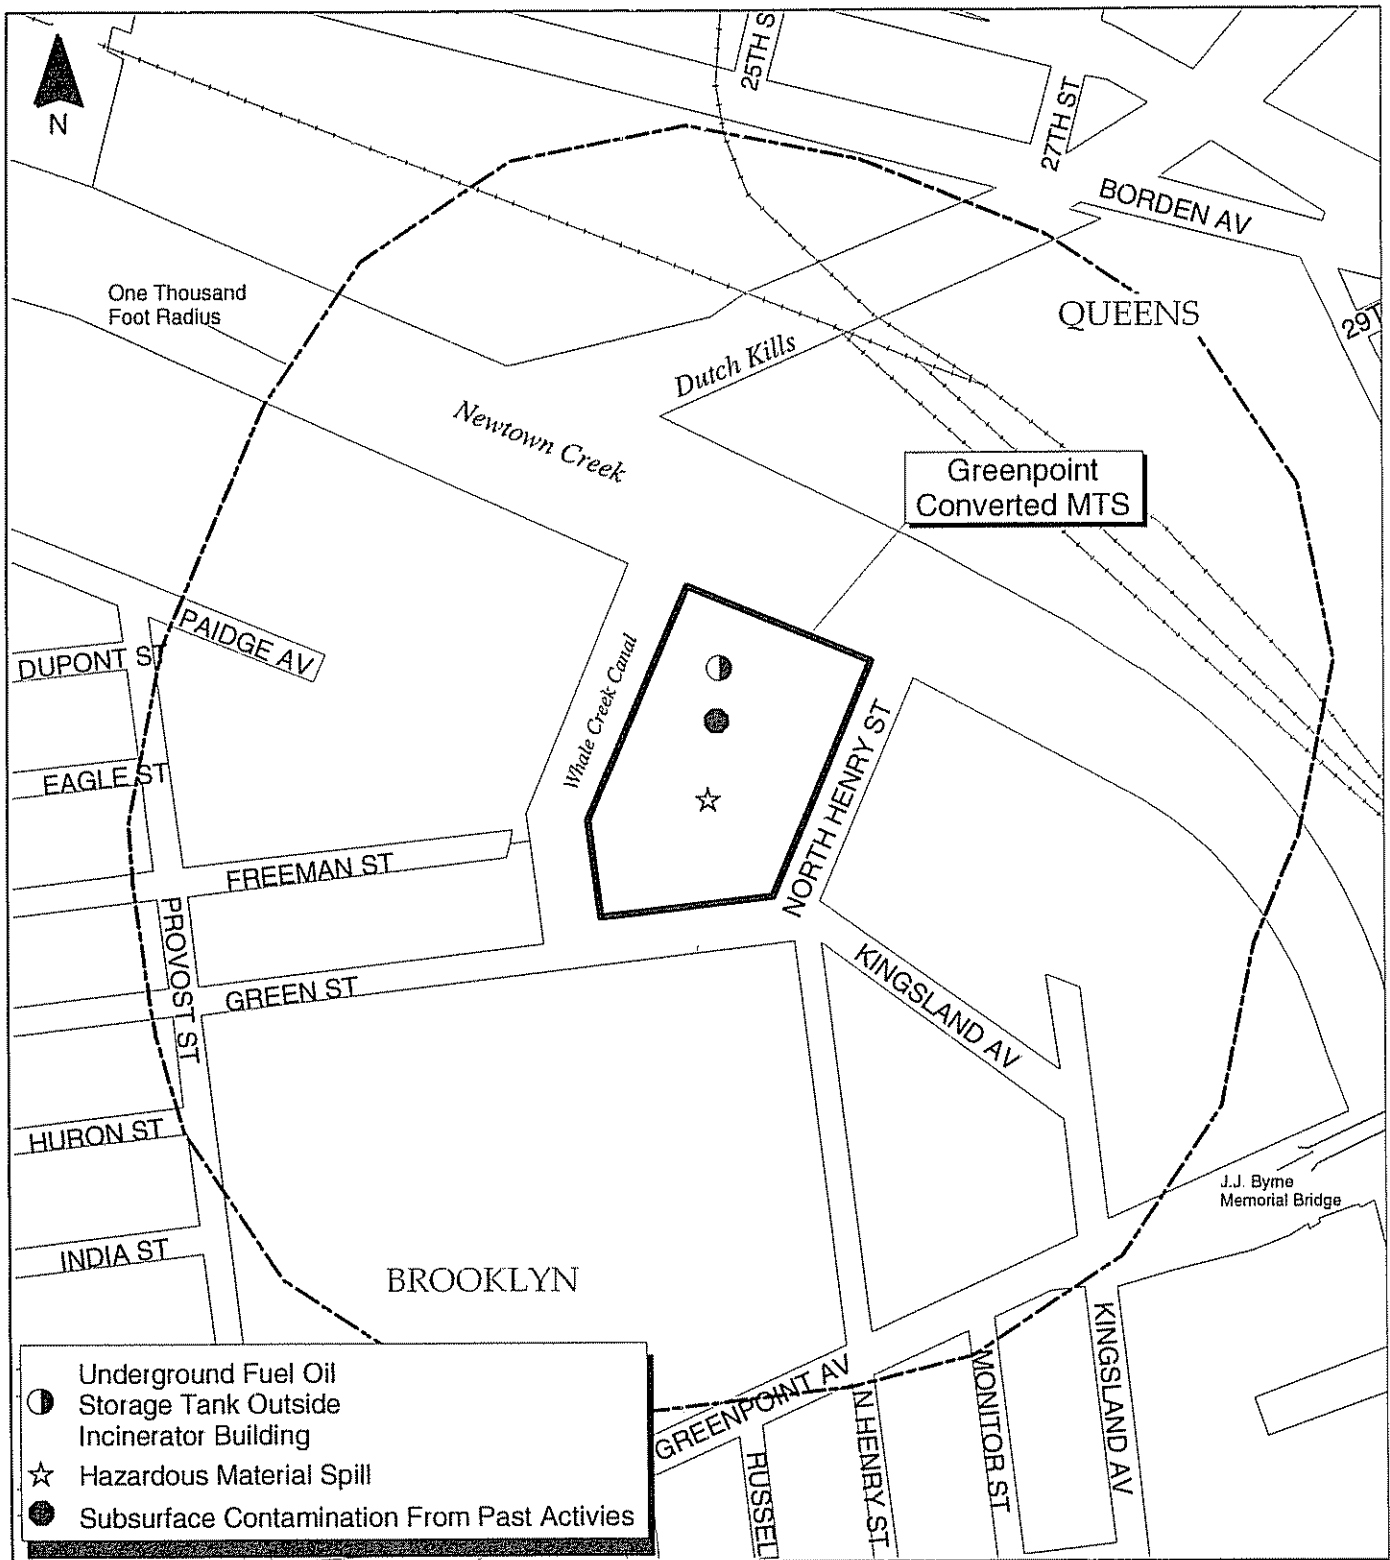 25TH S
27TH ST
N
BORDEN AV
One Thousand
Foot Radius
QUEENS
29T
Dutch Kills
Newtown Creek
Greenpoint
Converted MTS
PAIDGE AV
DUPONT ST
Whale Creek Canal
NORTH HENRY ST
EAGLE ST
FREEMAN ST
PROVOST ST
GREEN ST
KINGSLAND AV
HURON ST
J.J. Byrne
Memorial Bridge
INDIA ST
BROOKLYN
KINGSLAND AV
MONITOR ST
GREENPOINT AV
N.HENRY ST
RUSSEL
Underground Fuel Oil
Storage Tank Outside
Incinerator Building
Hazardous Material Spill
Subsurface Contamination From Past Activies